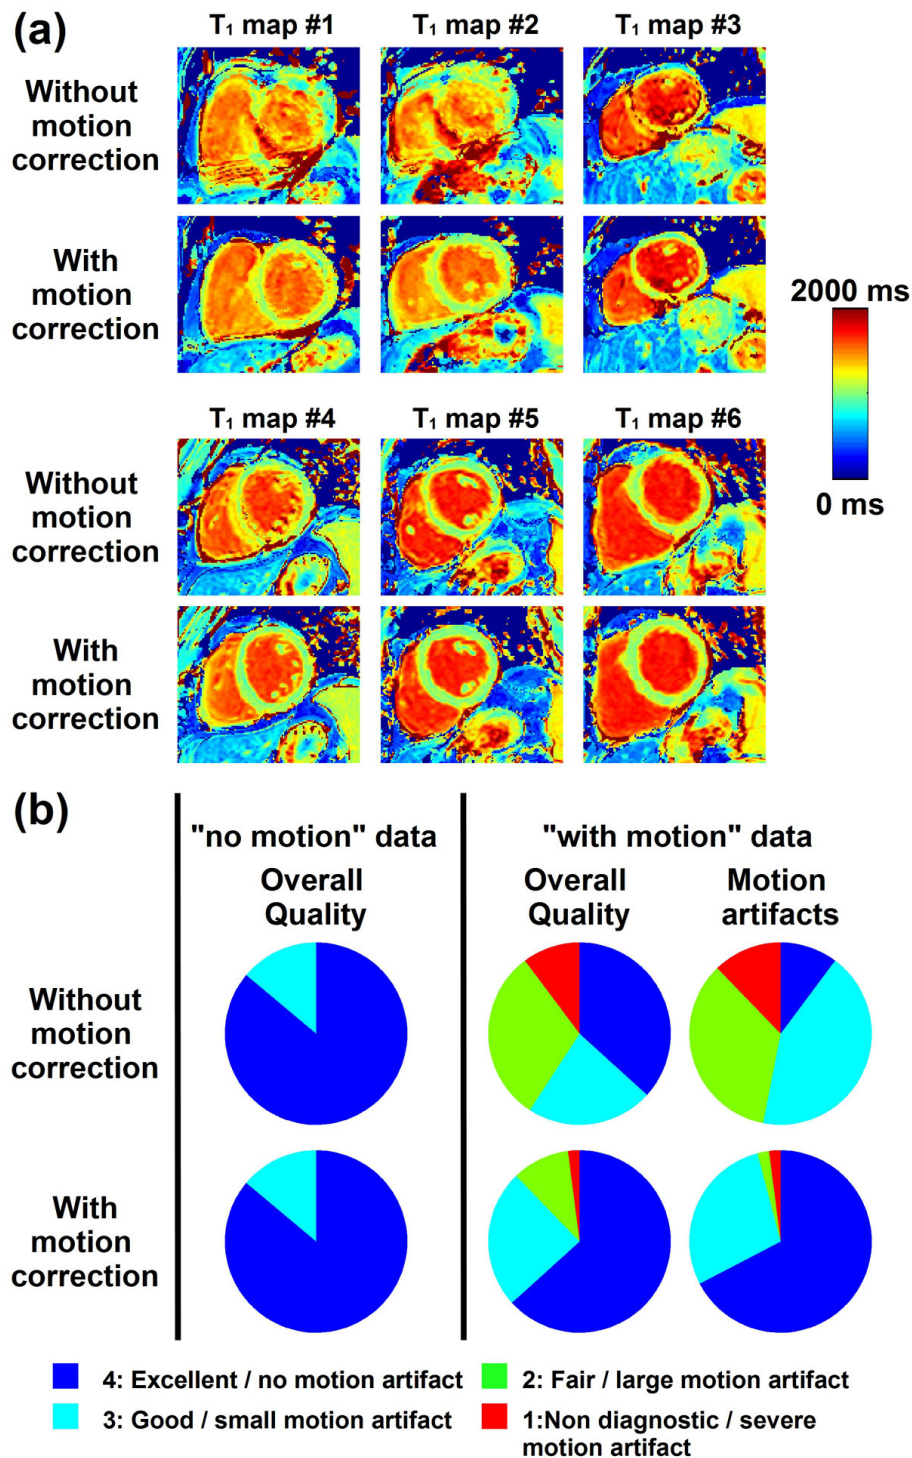 (a)
T₁ map #1 T₁ map #2 T₁ map #3
Without
motion
correction
With
motion
correction
2000 ms
0 ms
T₁ map #4 T₁ map #5 T₁ map #6
Without
motion
correction
With
motion
correction
(b)
"no motion" data "with motion" data
Overall
Quality
Overall
Quality
Motion
artifacts
Without
motion
correction
With
motion
correction
4: Excellent / no motion artifact
3: Good / small motion artifact
2: Fair / large motion artifact
1:Non diagnostic / severe
motion artifact